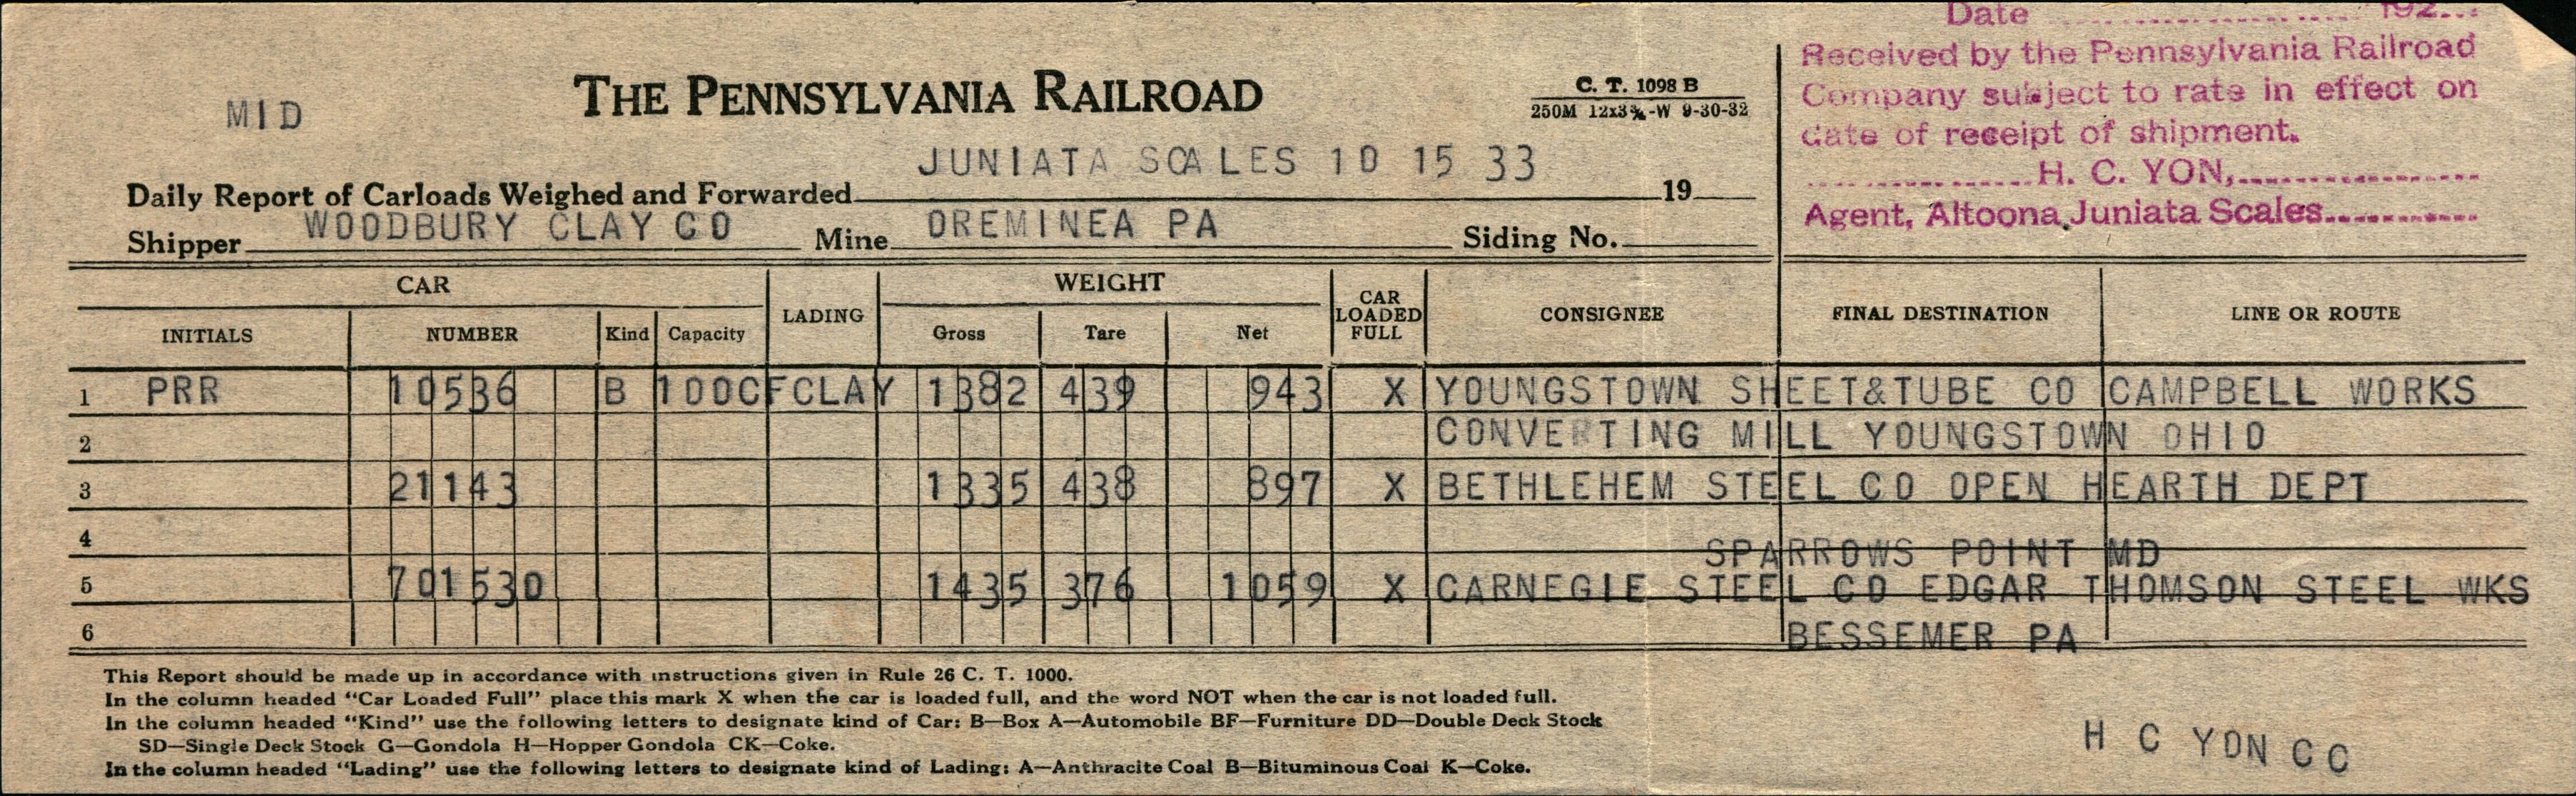 Date 192
Received by the Pennsylvania Railroad
Company subject to rate in effect on
date of receipt of shipment.
H. C. YON,
Agent, Altoona Juniata Scales
MID
THE PENNSYLVANIA RAILROAD
C. T. 1098 B
250M 12x3¾-W 9-30-32
JUNIATA SCALES 10 15 33
Daily Report of Carloads Weighed and Forwarded 19
Shipper WOODBURY CLAY CO Mine OREMINEA PA Siding No.
CAR WEIGHT
INITIALS NUMBER Kind Capacity LADING Gross Tare Net CAR LOADED FULL CONSIGNEE FINAL DESTINATION LINE OR ROUTE
1 PRR 10536 B 100CFCLAY 1382 439 943 X YOUNGSTOWN SHEET&TUBE CO CAMPBELL WORKS
2 CONVERTING MILL YOUNGSTOWN OHIO
3 21143 1335 438 897 X BETHLEHEM STEEL CO OPEN HEARTH DEPT
4 SPARROWS POINT MD
5 701530 1435 376 1059 X CARNEGIE STEEL CO EDGAR THOMSON STEEL WKS
6 BESSEMER PA
This Report should be made up in accordance with instructions given in Rule 26 C. T. 1000.
In the column headed “Car Loaded Full” place this mark X when the car is loaded full, and the word NOT when the car is not loaded full.
In the column headed “Kind” use the following letters to designate kind of Car: B—Box A—Automobile BF—Furniture DD—Double Deck Stock
SD—Single Deck Stock G—Gondola H—Hopper Gondola CK—Coke.
In the column headed “Lading” use the following letters to designate kind of Lading: A—Anthracite Coal B—Bituminous Coal K—Coke.
H C YON CC